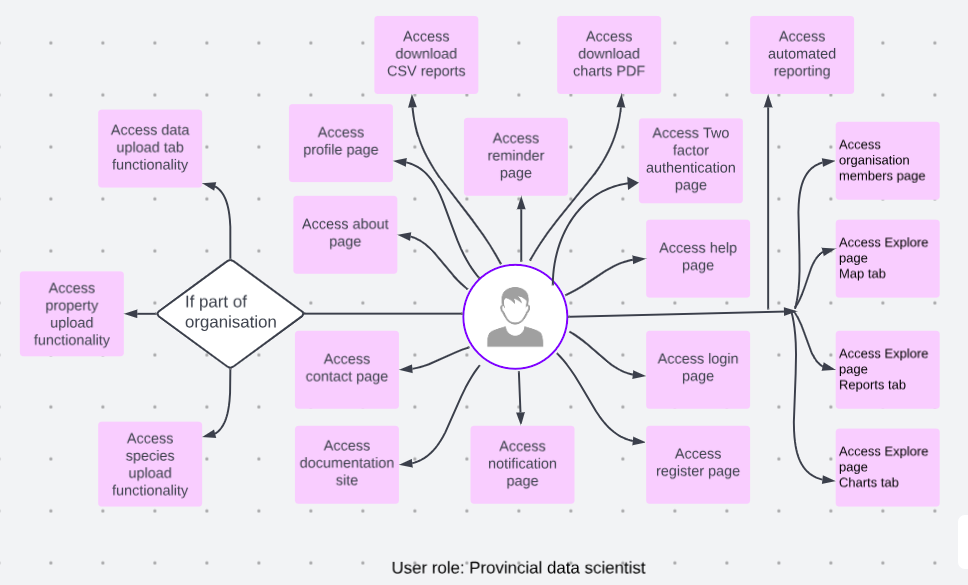 Access
download
CSV reports
Access
download
charts PDF
Access
automated
reporting
Access data
upload tab
functionality
Access
profile page
Access
reminder
page
Access Two
factor
authentication
page
Access
organisation
members page
Access about
page
Access help
page
Access Explore
page
Map tab
Access
property
upload
functionality
If part of
organisation
Access
contact page
Access login
page
Access Explore
page
Reports tab
Access
species
upload
functionality
Access
documentation
site
Access
notification
page
Access
register page
Access Explore
page
Charts tab
User role: Provincial data scientist